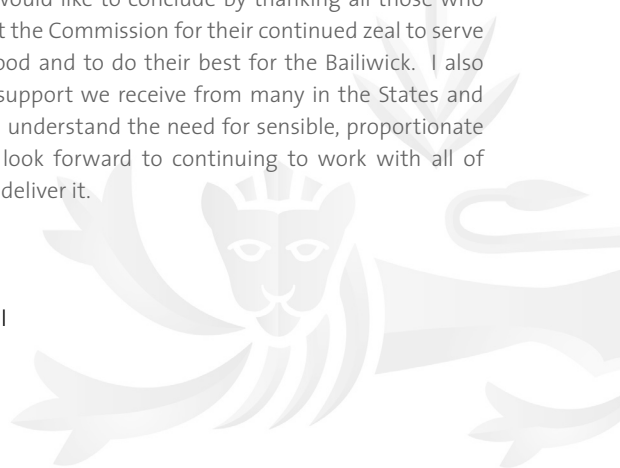 would like to conclude by thanking all those who
t the Commission for their continued zeal to serve
ood and to do their best for the Bailiwick. I also
support we receive from many in the States and
understand the need for sensible, proportionate
look forward to continuing to work with all of
deliver it.
l